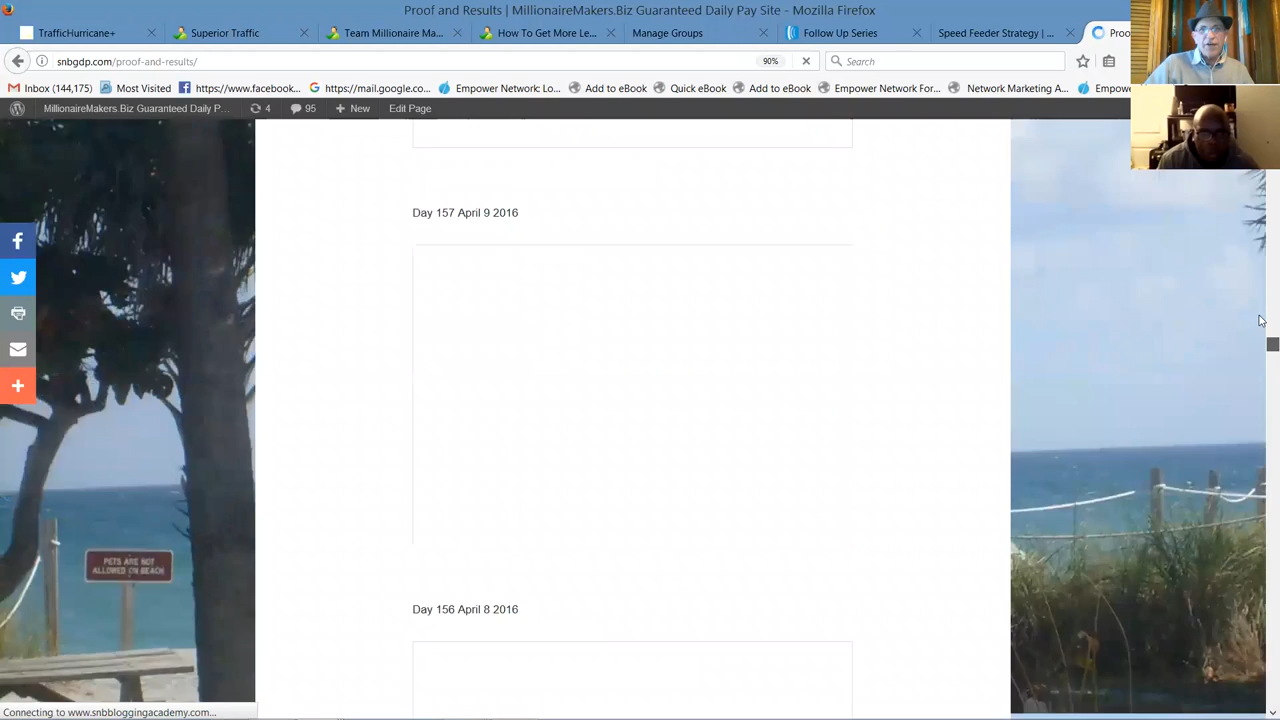 Proof and Results | MillionaireMakers.Biz Guaranteed Daily Pay Site - Mozilla Firefox
TrafficHurricane+
Superior Traffic
Team Millionaire Ma...
How To Get More Le...
Manage Groups
Follow Up Series
Speed Feeder Strategy | ...
Proo
snbgdp.com/proof-and-results/
90%
Search
Inbox (144,175)
Most Visited
https://www.facebook...
https://mail.google.co...
Empower Network: Lo...
Add to eBook
Quick eBook
Add to eBook
Empower Network For...
Network Marketing A...
Empowe
MillionaireMakers.Biz Guaranteed Daily P...
4
95
New
Edit Page
Day 157 April 9 2016
PETS ARE NOT
ALLOWED ON BEACH
Day 156 April 8 2016
Connecting to www.snbbloggingacademy.com...